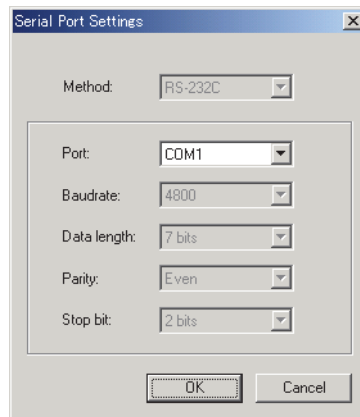 Serial Port Settings
Method: RS-232C
Port: COM1
Baudrate: 4800
Data length: 7 bits
Parity: Even
Stop bit: 2 bits
OK Cancel